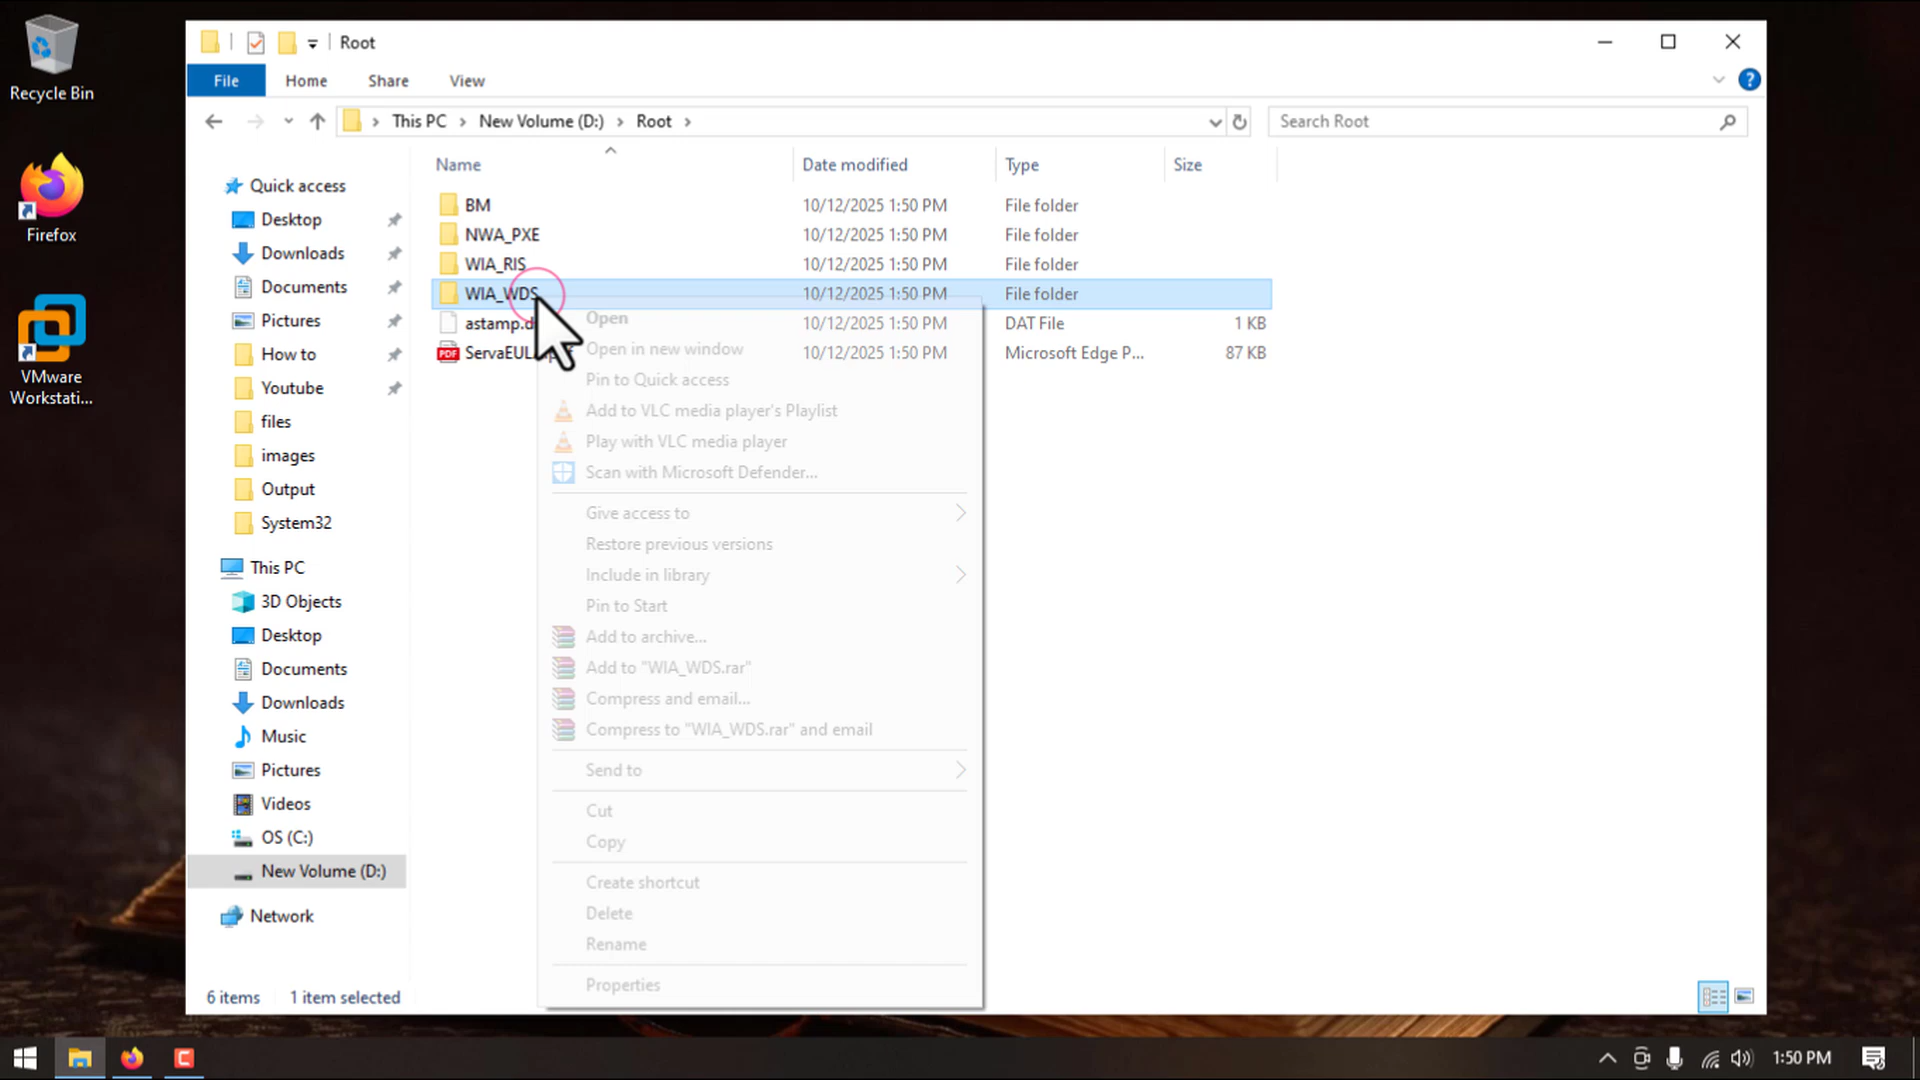 Recycle Bin
Firefox
VMware
Workstati...
Root
File Home Share View
This PC New Volume (D:) Root
Search Root
Name Date modified Type Size
Quick access
Desktop
Downloads
Documents
Pictures
How to
Youtube
files
images
Output
System32
This PC
3D Objects
Desktop
Documents
Downloads
Music
Pictures
Videos
OS (C:)
New Volume (D:)
Network
BM 10/12/2025 1:50 PM File folder
NWA_PXE 10/12/2025 1:50 PM File folder
WIA_RIS 10/12/2025 1:50 PM File folder
WIA_WDS 10/12/2025 1:50 PM File folder
astamp.d 10/12/2025 1:50 PM DAT File 1 KB
PDF ServaEUL 10/12/2025 1:50 PM Microsoft Edge P... 87 KB
Open
Open in new window
Pin to Quick access
Add to VLC media player's Playlist
Play with VLC media player
Scan with Microsoft Defender...
Give access to
Restore previous versions
Include in library
Pin to Start
Add to archive...
Add to "WIA_WDS.rar"
Compress and email...
Compress to "WIA_WDS.rar" and email
Send to
Cut
Copy
Create shortcut
Delete
Rename
Properties
6 items 1 item selected
1:50 PM